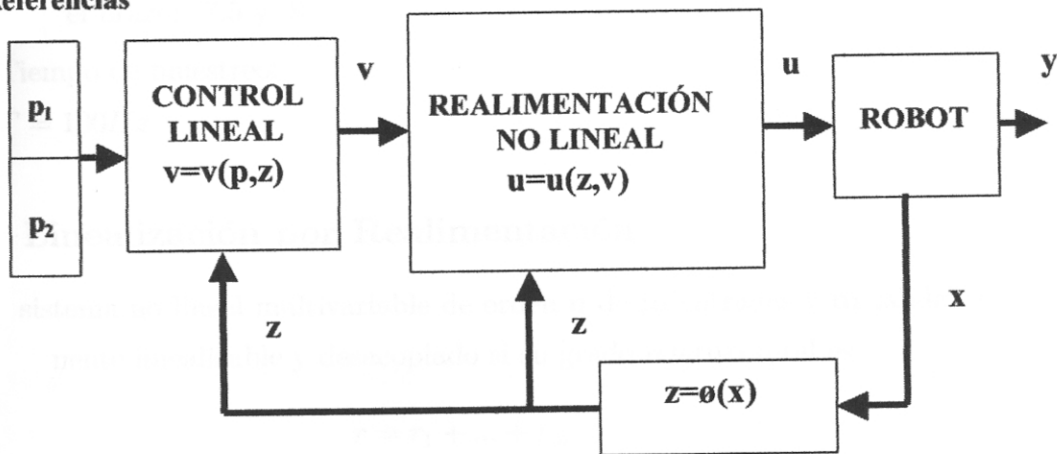 Referencias
p1
p2
CONTROL
LINEAL
v=v(p,z)
v
REALIMENTACIÓN
NO LINEAL
u=u(z,v)
u
ROBOT
y
x
z
z
z=ø(x)